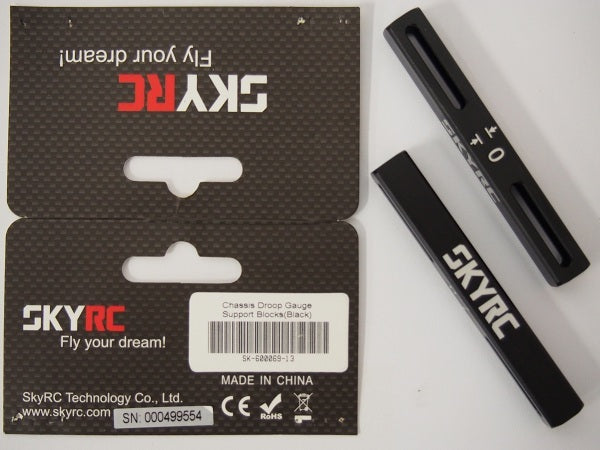 Fly your dream!
SKYRC
SKYRC
Fly your dream!
Chassis Droop Gauge
Support Blocks(Black)
SK-600069-13
MADE IN CHINA
SkyRC Technology Co., Ltd.
www.skyrc.com
SN: 000499554
CE
RoHS
SKYRC
0
SKYRC